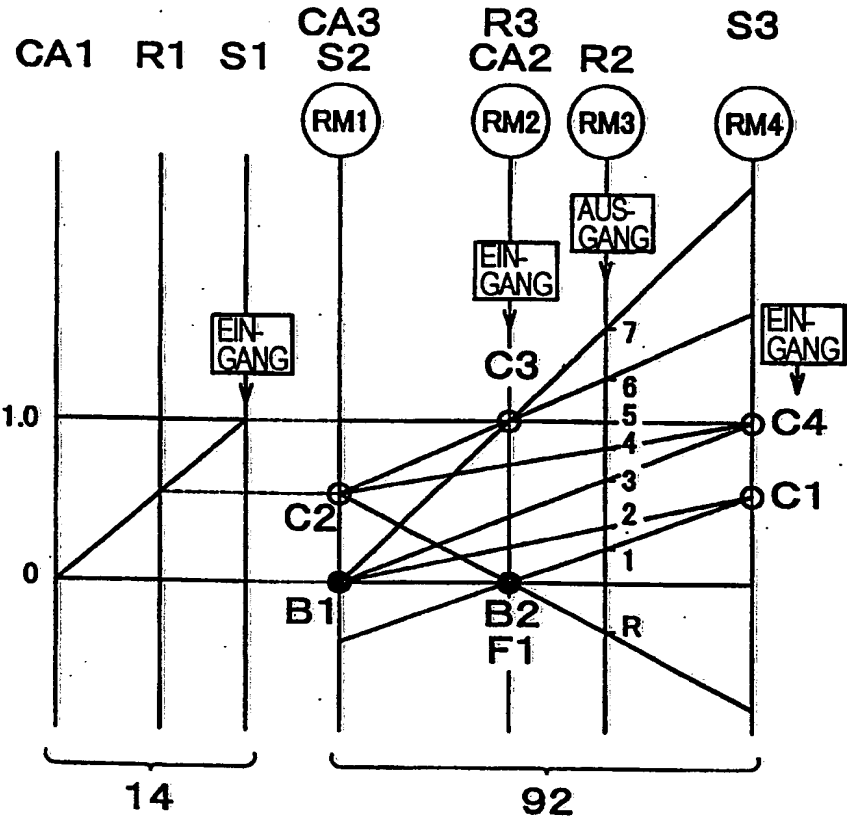 CA3 R3 S3
CA1 R1 S1 S2 CA2 R2
RM1 RM2 RM3 RM4
AUS-
GANG
EIN-
GANG
EIN-
GANG
EIN-
GANG
7
C3
6
1.0
5
C4
4
3
C1
C2
2
1
0
B1 B2
F1
R
14 92